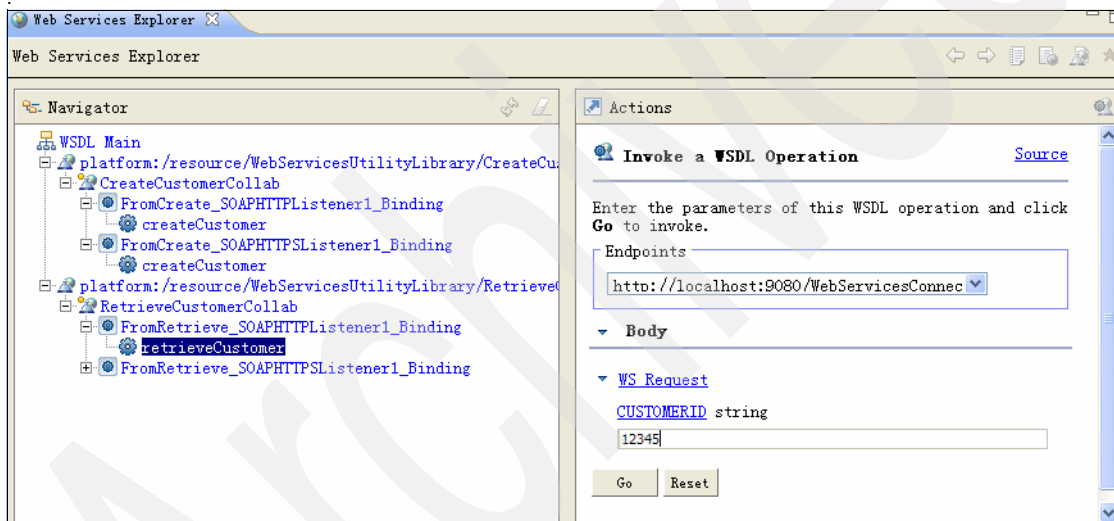 Web Services Explorer
Web Services Explorer
Navigator
WSDL Main
platform:/resource/WebServicesUtilityLibrary/CreateCu
CreateCustomerCollab
FromCreate_SOAPHTTPListener1_Binding
createCustomer
FromCreate_SOAPHTTPSListener1_Binding
createCustomer
platform:/resource/WebServicesUtilityLibrary/Retrieve
RetrieveCustomerCollab
FromRetrieve_SOAPHTTPListener1_Binding
retrieveCustomer
FromRetrieve_SOAPHTTPSListener1_Binding
Actions
Invoke a WSDL Operation Source
Enter the parameters of this WSDL operation and click
Go to invoke.
Endpoints
http://localhost:9080/WebServicesConnec
Body
WS Request
CUSTOMERID string
12345
Go Reset